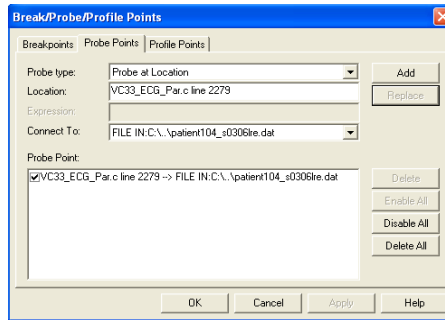 Break/Probe/Profile Points
Breakpoints Probe Points Profile Points
Probe type: Probe at Location Add
Location: VC33_ECG_Par.c line 2279 Replace
Expression:
Connect To: FILE IN:C:\..\patient104_s0306lre.dat
Probe Point:
VC33_ECG_Par.c line 2279 --> FILE IN:C:\..\patient104_s0306lre.dat Delete
Enable All
Disable All
Delete All
OK Cancel Apply Help